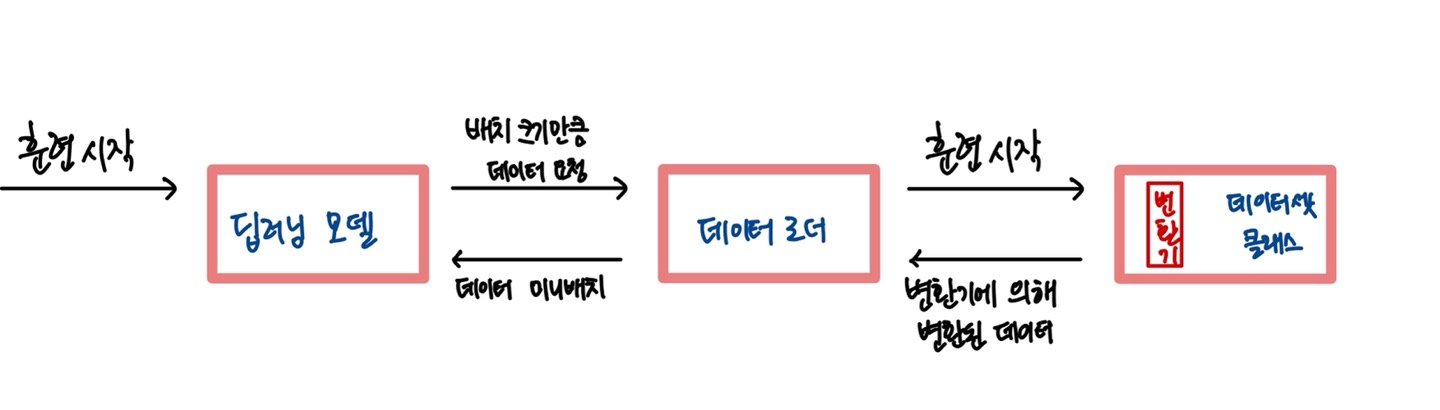 훈련 시작
딥러닝 모델
배치 크기만큼
데이터 요청
데이터 미니배치
데이터 로더
훈련 시작
변환기에 의해
변환된 데이터
변환기
데이터셋
클래스